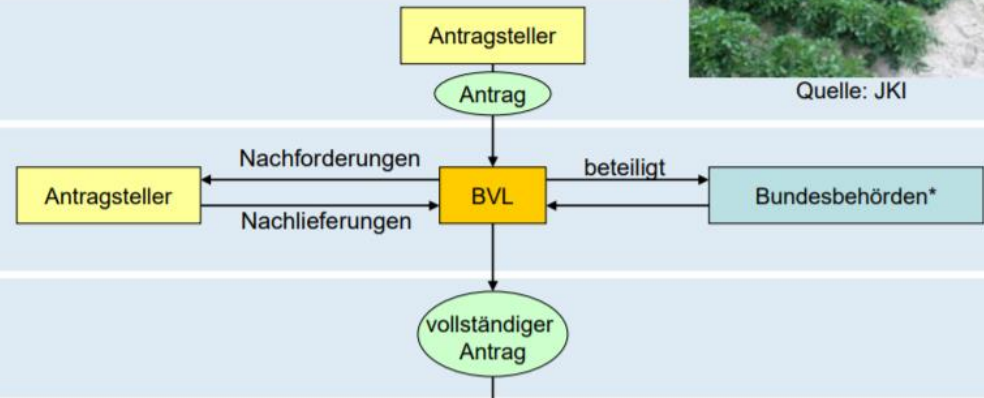 Antragsteller
Antrag
Quelle: JKI
Nachforderungen
beteiligt
Antragsteller
BVL
Bundesbehörden*
Nachlieferungen
vollständiger
Antrag